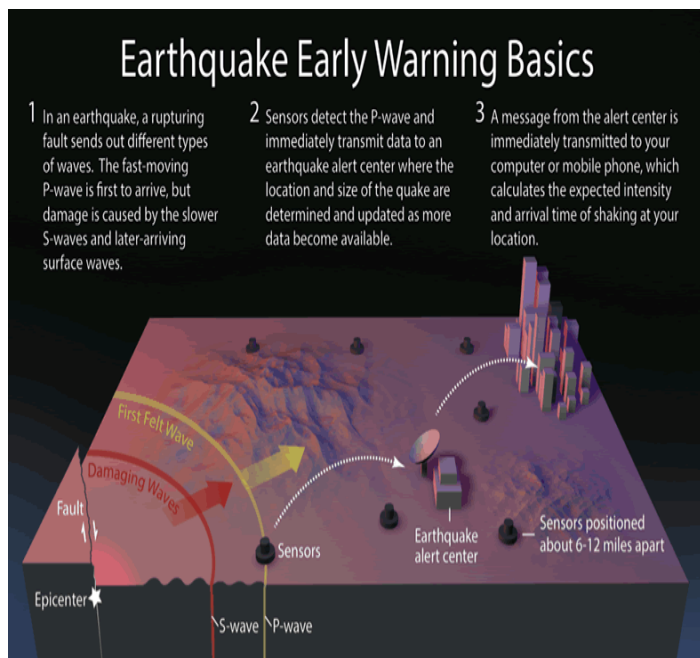 Earthquake Early Warning Basics
1 In an earthquake, a rupturing
fault sends out different types
of waves. The fast-moving
P-wave is first to arrive, but
damage is caused by the slower
S-waves and later-arriving
surface waves.
2 Sensors detect the P-wave and
immediately transmit data to an
earthquake alert center where the
location and size of the quake are
determined and updated as more
data become available.
3 A message from the alert center is
immediately transmitted to your
computer or mobile phone, which
calculates the expected intensity
and arrival time of shaking at your
location.
First Felt Wave
Damaging Waves
Fault
Sensors
Earthquake
alert center
Sensors positioned
about 6-12 miles apart
Epicenter
S-wave
P-wave